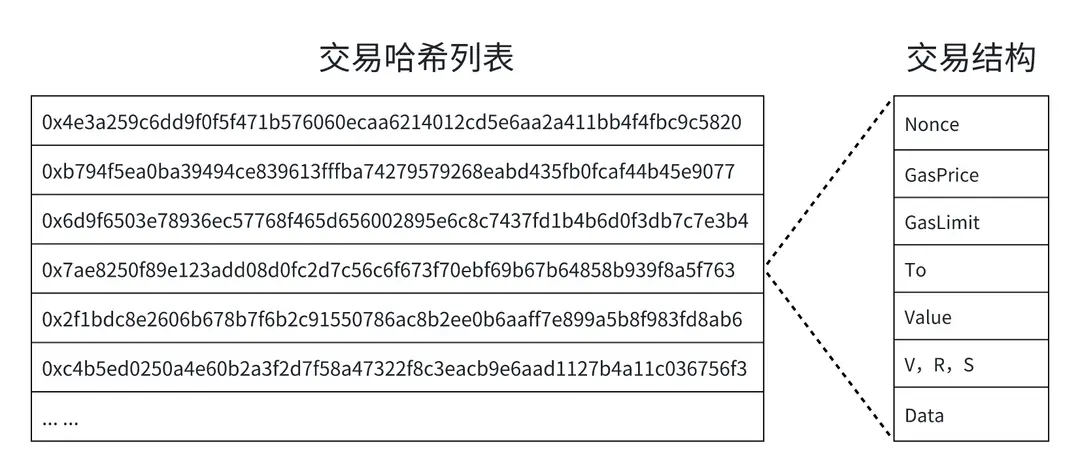 交易哈希列表
交易结构
0x4e3a259c6dd9f0f5f471b576060ecaa6214012cd5e6aa2a411bb4f4fbc9c5820
0xb794f5ea0ba39494ce839613fffba74279579268eabd435fb0fcaf44b45e9077
0x6d9f6503e78936ec57768f465d656002895e6c8c7437fd1b4b6d0f3db7c7e3b4
0x7ae8250f89e123add08d0fc2d7c56c6f673f70ebf69b67b64858b939f8a5f763
0x2f1bdc8e2606b678b7f6b2c91550786ac8b2ee0b6aaff7e899a5b8f983fd8ab6
0xc4b5ed0250a4e60b2a3f2d7f58a47322f8c3eacb9e6aad1127b4a11c036756f3
... ...
Nonce
GasPrice
GasLimit
To
Value
V，R，S
Data